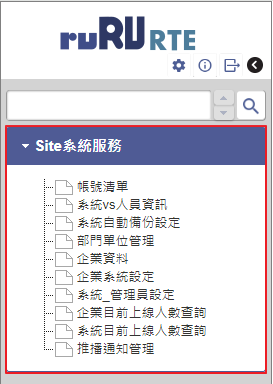 ruRU RTE
Site系統服務
帳號清單
系統vs人員資訊
系統自動備份設定
部門單位管理
企業資料
企業系統設定
系統_管理員設定
企業目前上線人數查詢
系統目前上線人數查詢
推播通知管理